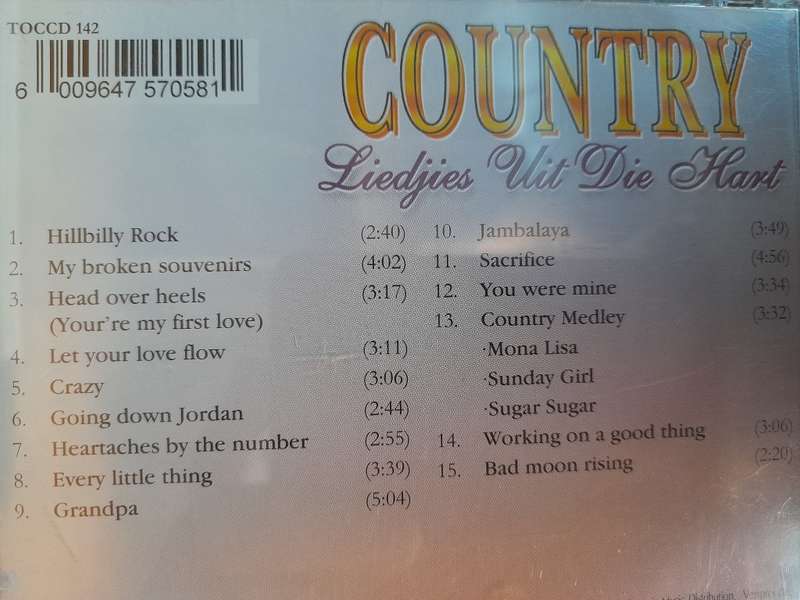 TOCCD 142
6 009647 570581
COUNTRY
Liedjies Uit Die Hart
1. Hillbilly Rock (2:40)
2. My broken souvenirs (4:02)
3. Head over heels (3:17)
(Your're my first love)
4. Let your love flow (3:11)
5. Crazy (3:06)
6. Going down Jordan (2:44)
7. Heartaches by the number (2:55)
8. Every little thing (3:39)
9. Grandpa (5:04)
10. Jambalaya (3:49)
11. Sacrifice (4:56)
12. You were mine (3:34)
13. Country Medley (3:32)
·Mona Lisa
·Sunday Girl
·Sugar Sugar
14. Working on a good thing (3:06)
15. Bad moon rising (2:20)
Music Distribution